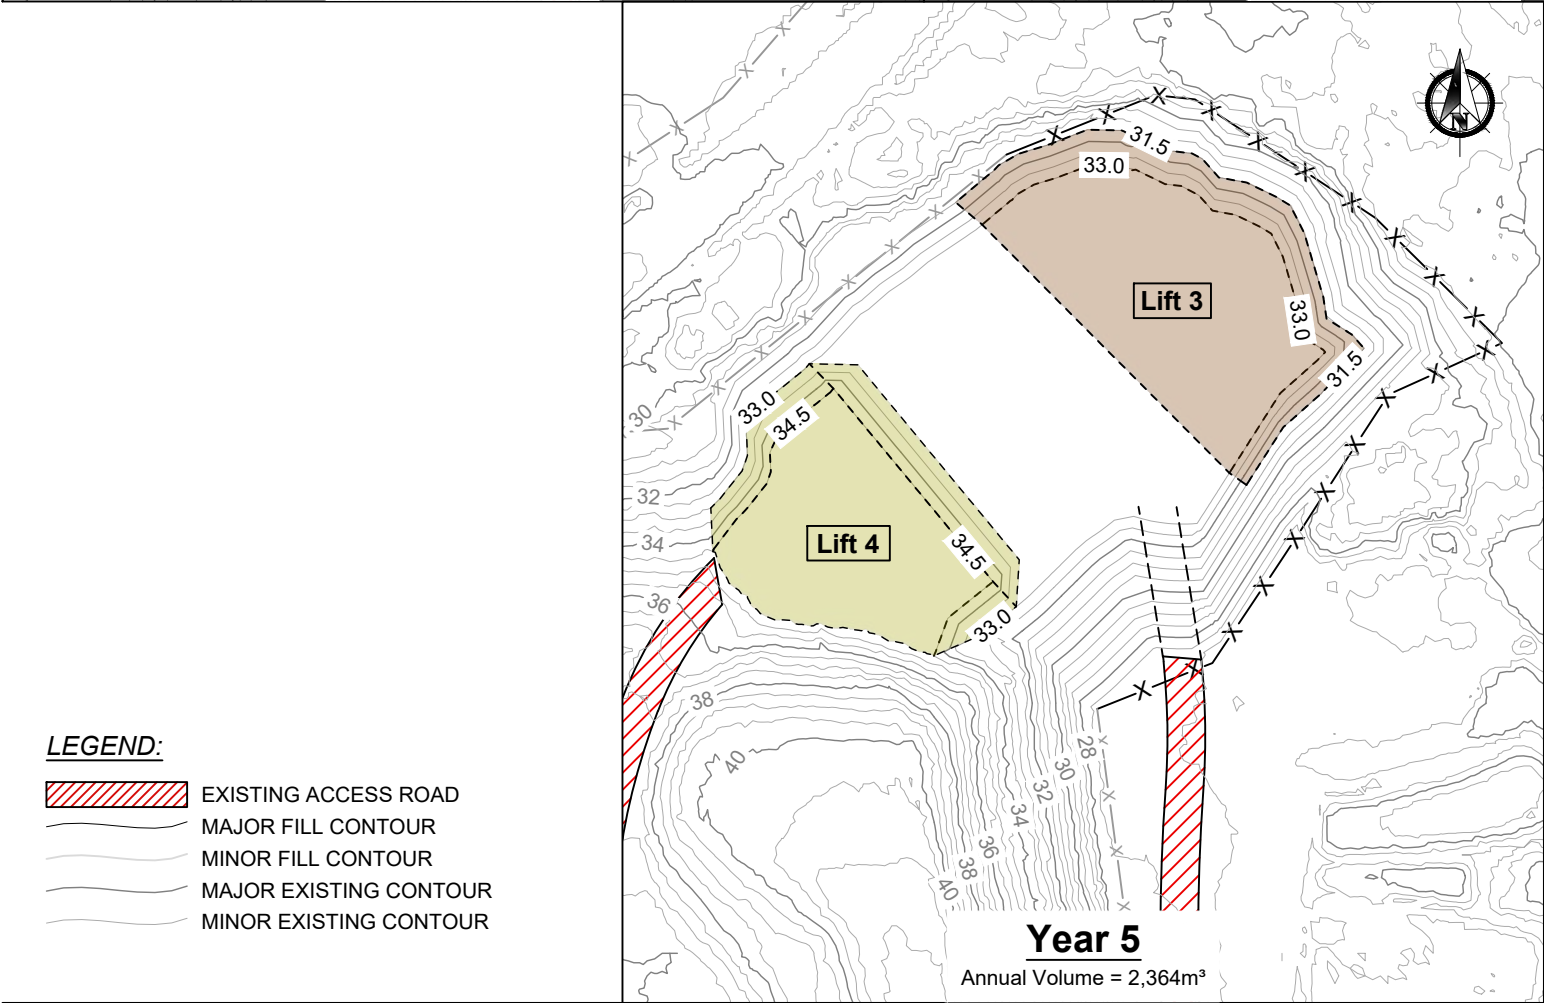 N
31.5
33.0
Lift 3
33.0
31.5
33.0
34.5
30
32
34
Lift 4
34.5
36
33.0
38
40
28
30
32
34
36
38
40
LEGEND:
EXISTING ACCESS ROAD
MAJOR FILL CONTOUR
MINOR FILL CONTOUR
MAJOR EXISTING CONTOUR
MINOR EXISTING CONTOUR
Year 5
Annual Volume = 2,364m³